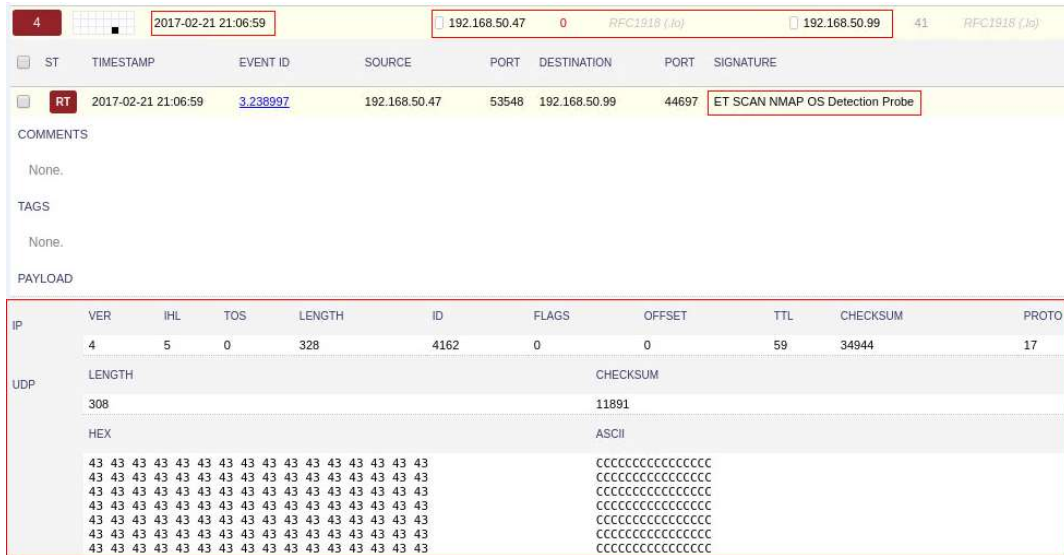 4 2017-02-21 21:06:59 192.168.50.47 0 RFC1918 (.lo) 192.168.50.99 41 RFC1918 (.lo)
ST TIMESTAMP EVENT ID SOURCE PORT DESTINATION PORT SIGNATURE
RT 2017-02-21 21:06:59 3.238997 192.168.50.47 53548 192.168.50.99 44697 ET SCAN NMAP OS Detection Probe
COMMENTS
None.
TAGS
None.
PAYLOAD
IP VER IHL TOS LENGTH ID FLAGS OFFSET TTL CHECKSUM PROTO
4 5 0 328 4162 0 0 59 34944 17
UDP LENGTH CHECKSUM
308 11891
HEX ASCII
43 43 43 43 43 43 43 43 43 43 43 43 43 43 43 43 CCCCCCCCCCCCCCCC
43 43 43 43 43 43 43 43 43 43 43 43 43 43 43 43 CCCCCCCCCCCCCCCC
43 43 43 43 43 43 43 43 43 43 43 43 43 43 43 43 CCCCCCCCCCCCCCCC
43 43 43 43 43 43 43 43 43 43 43 43 43 43 43 43 CCCCCCCCCCCCCCCC
43 43 43 43 43 43 43 43 43 43 43 43 43 43 43 43 CCCCCCCCCCCCCCCC
43 43 43 43 43 43 43 43 43 43 43 43 43 43 43 43 CCCCCCCCCCCCCCCC
43 43 43 43 43 43 43 43 43 43 43 43 43 43 43 43 CCCCCCCCCCCCCCCC